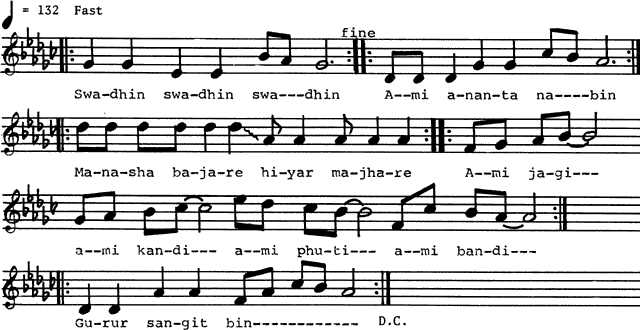 = 132 Fast
fine
Swa-dhin swa-dhin swa---dhin A--mi a-nan-ta na----bin
Ma-na-sha ba-ja-re hi-yar ma-jha-re A--mi ja-gi---
a--mi kan-di--- a--mi phu-ti--- a--mi ban-di---
Gu-rur san-git bin------------ D.C.